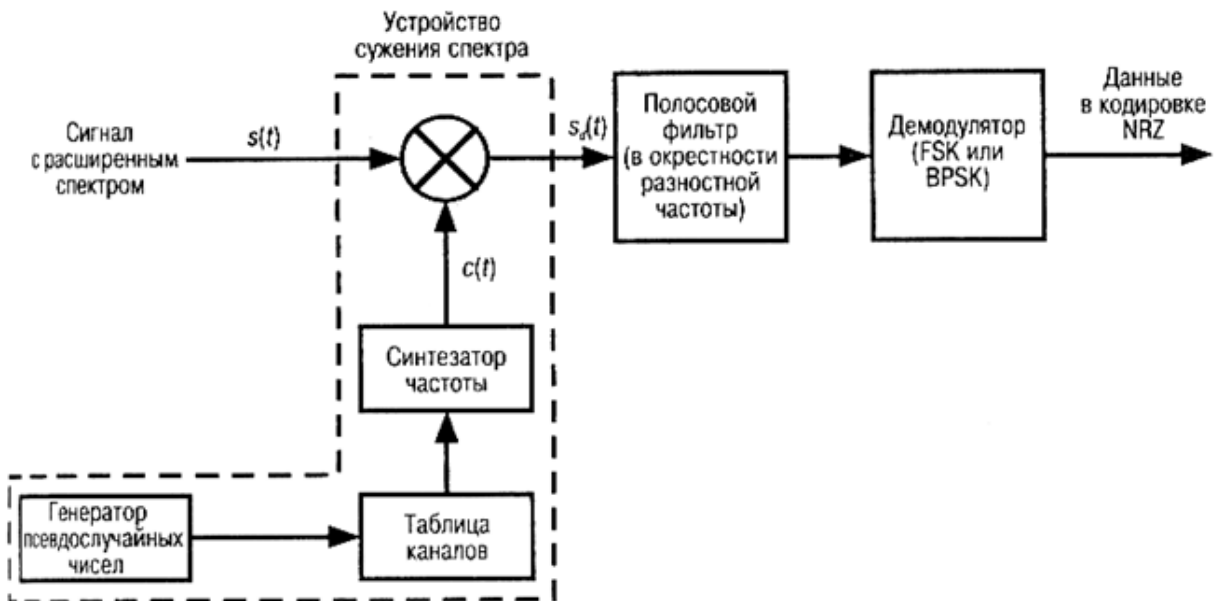 Устройство
сужения спектра
Сигнал
с расширенным
спектром
s(t)
s_d(t)
Полосовой
фильтр
(в окрестности
разностной
частоты)
Демодулятор
(FSK или
BPSK)
Данные
в кодировке
NRZ
c(t)
Синтезатор
частоты
Генератор
псевдослучайных
чисел
Таблица
каналов